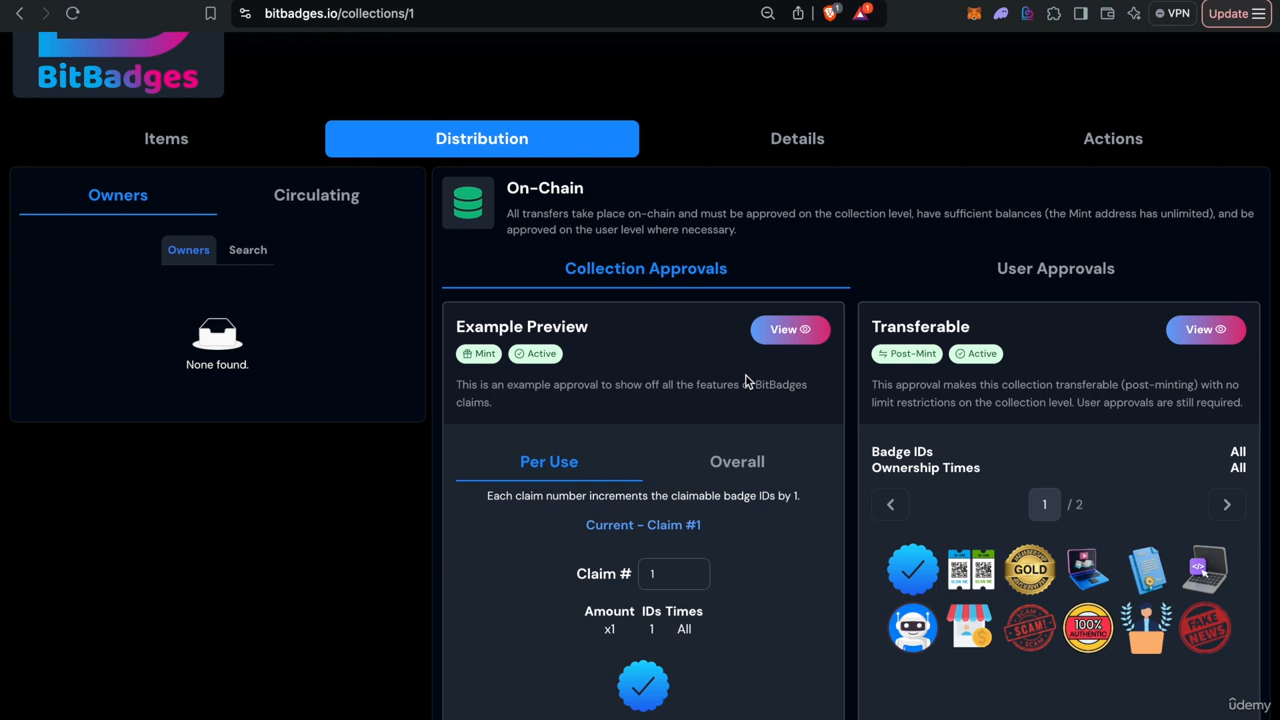 bitbadges.io/collections/1
1
1
VPN
Update
BitBadges
Items
Distribution
Details
Actions
Owners
Circulating
Owners
Search
None found.
On-Chain
All transfers take place on-chain and must be approved on the collection level, have sufficient balances (the Mint address has unlimited), and be
approved on the user level where necessary.
Collection Approvals
User Approvals
Example Preview
View
Mint
Active
This is an example approval to show off all the features BitBadges
claims.
Per Use
Overall
Each claim number increments the claimable badge IDs by 1.
Current - Claim #1
Claim #
1
Amount IDs Times
x1 1 All
Transferable
View
Post-Mint
Active
This approval makes this collection transferable (post-minting) with no
limit restrictions on the collection level. User approvals are still required.
Badge IDs All
Ownership Times All
1 / 2
SCAN ME
SCAN ME
GOLD
SCAM!
100%
AUTHENTIC
FAKE
NEWS
udemy